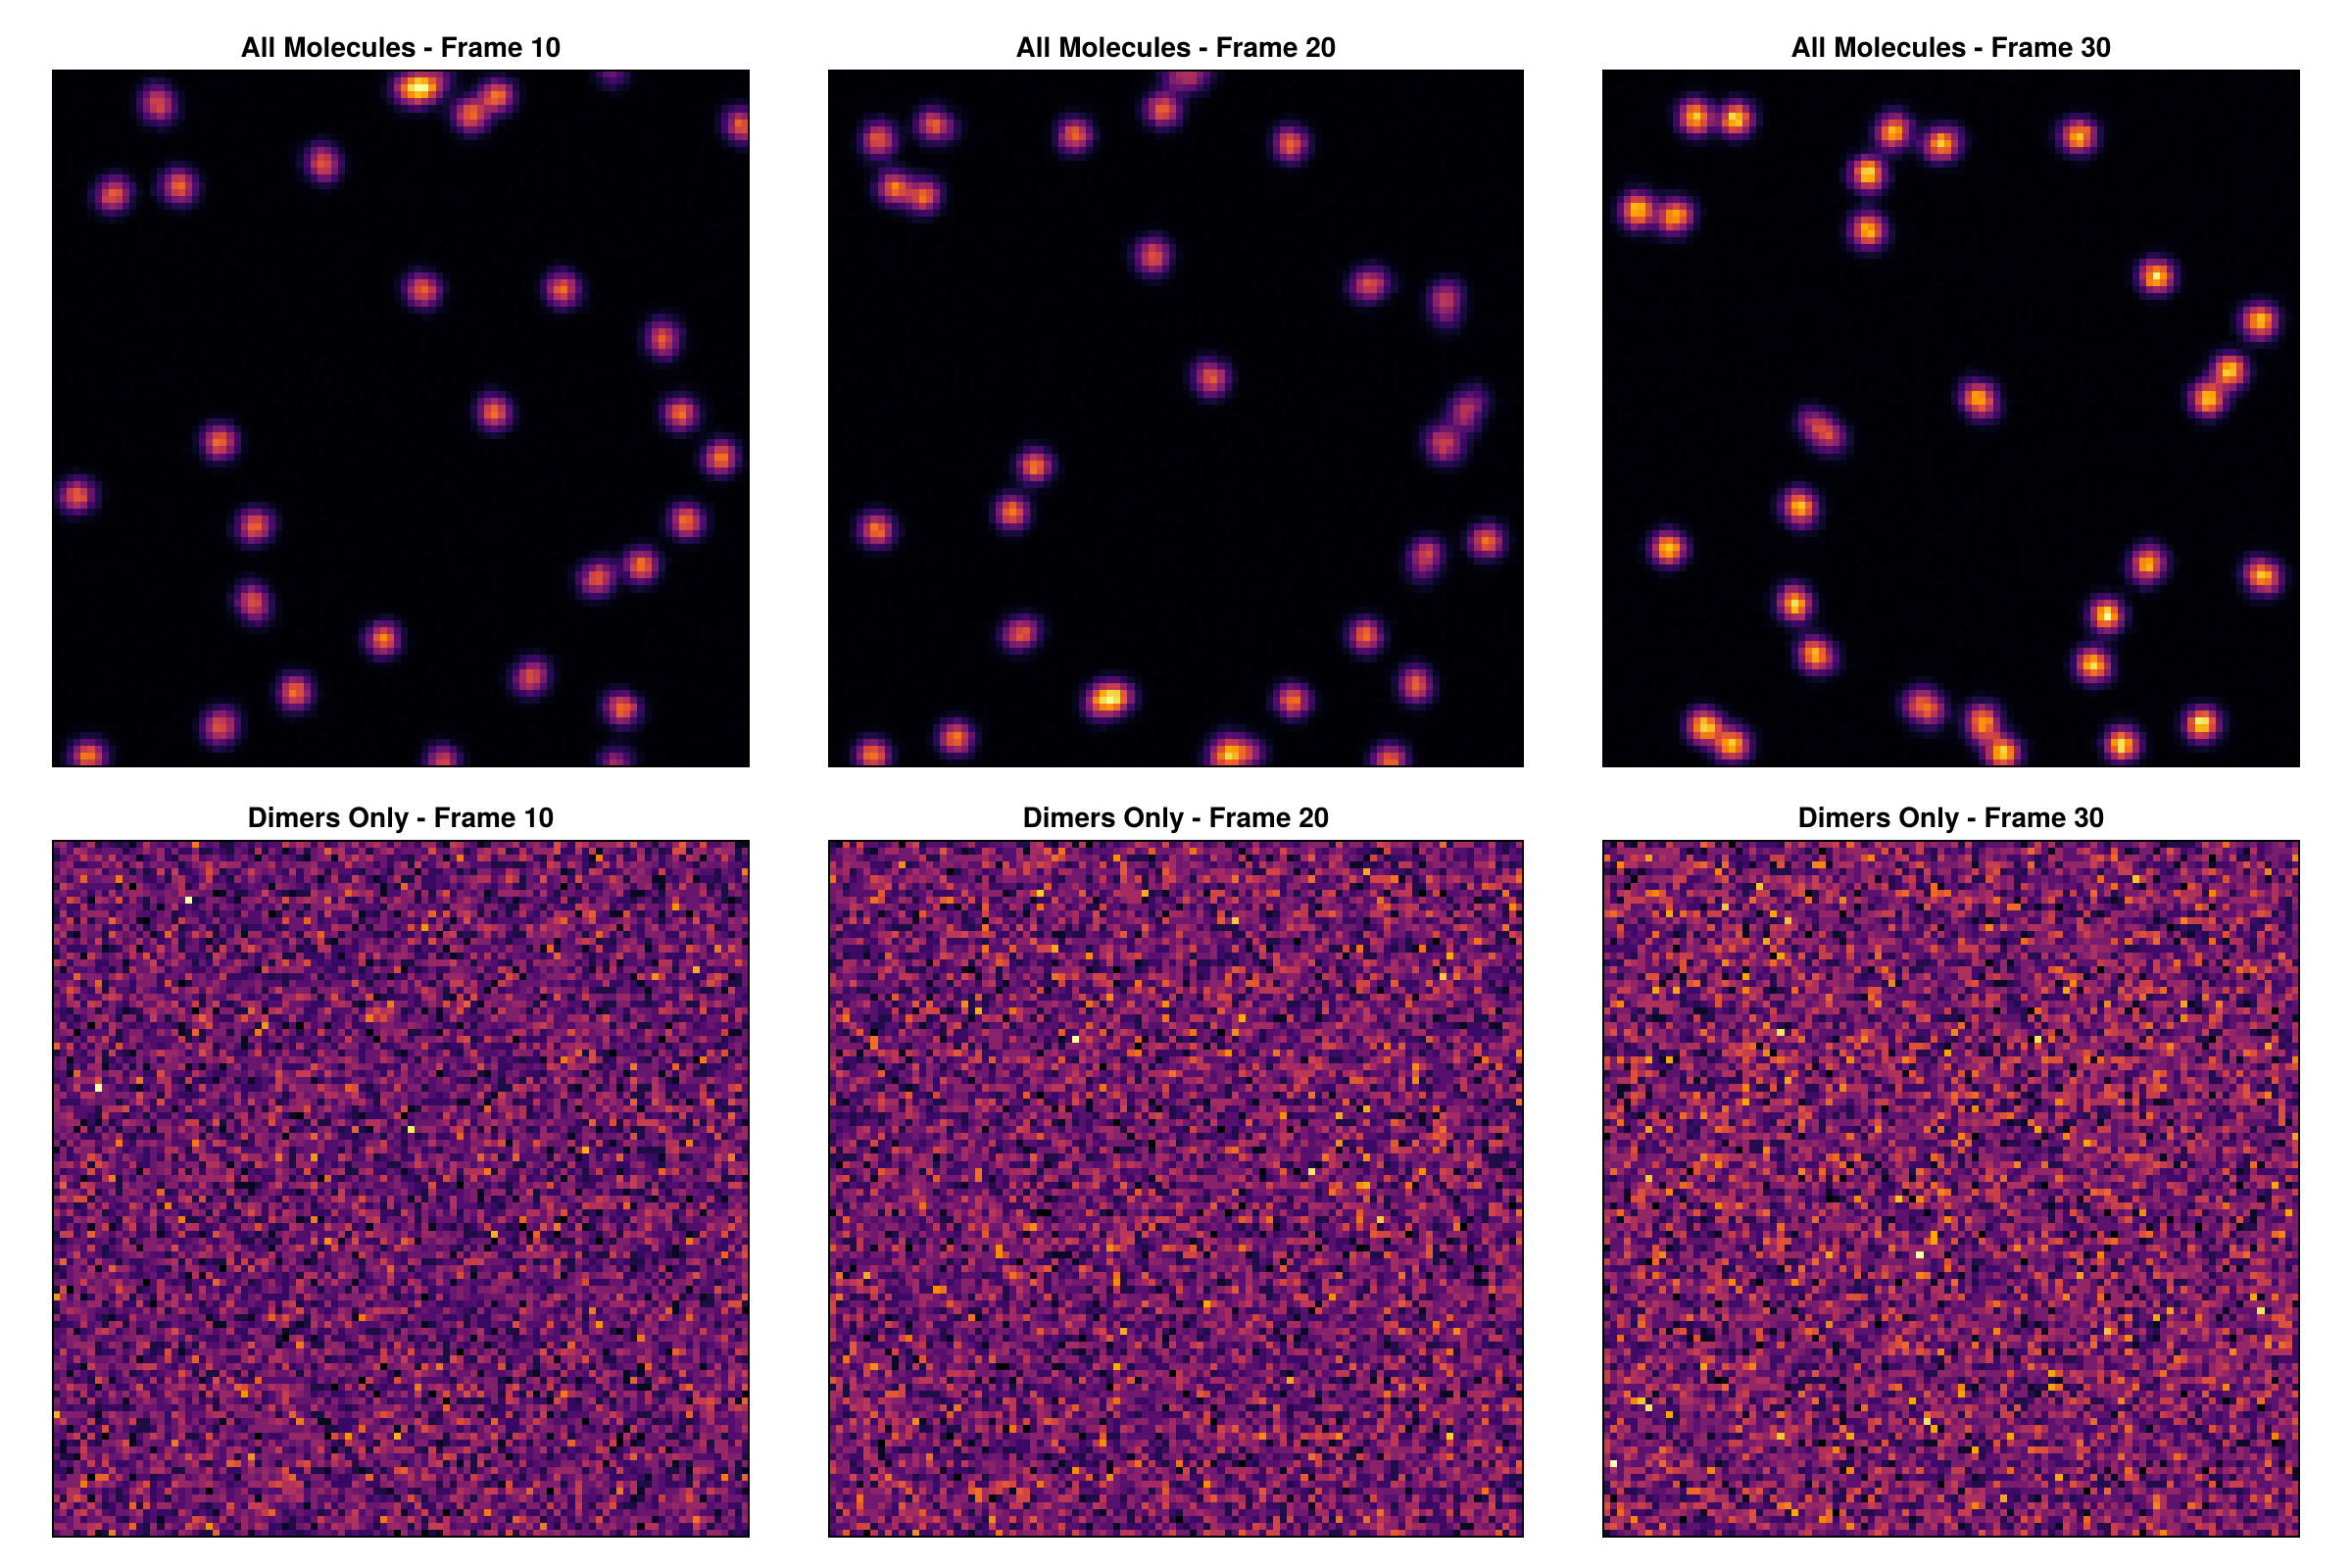 All Molecules - Frame 10
All Molecules - Frame 20
All Molecules - Frame 30
Dimers Only - Frame 10
Dimers Only - Frame 20
Dimers Only - Frame 30